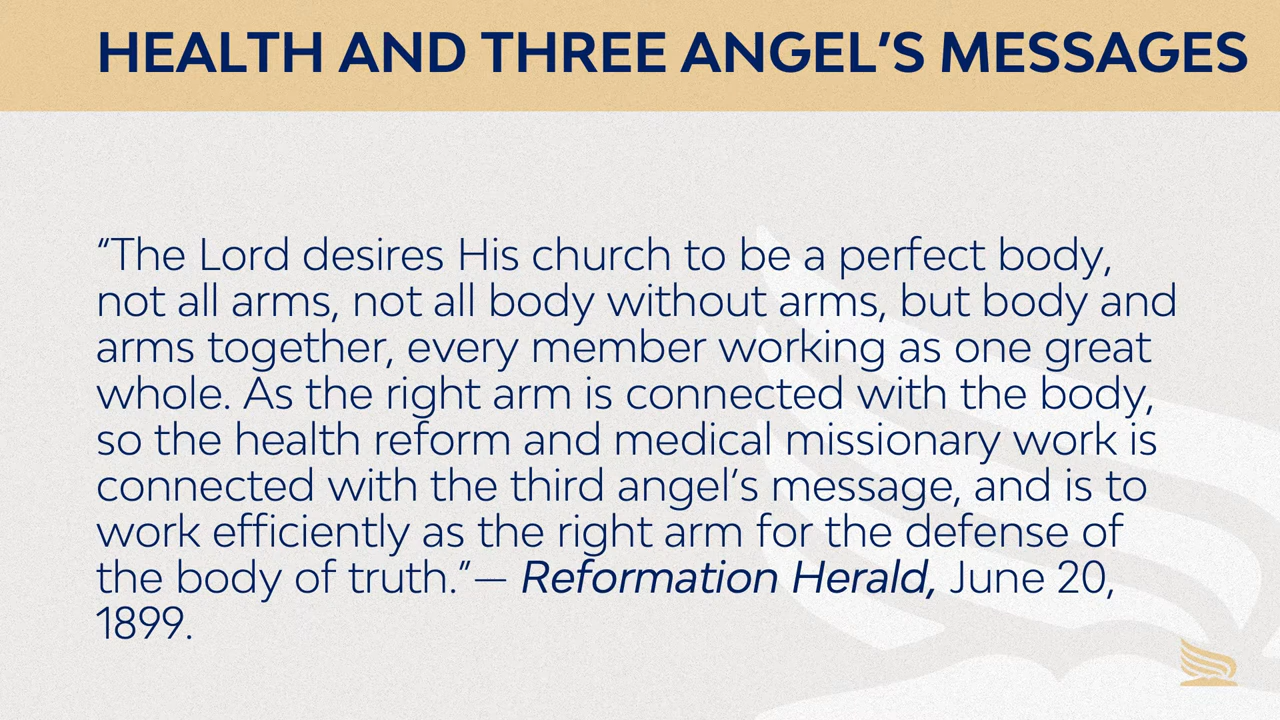 HEALTH AND THREE ANGEL’S MESSAGES
“The Lord desires His church to be a perfect body,
not all arms, not all body without arms, but body and
arms together, every member working as one great
whole. As the right arm is connected with the body,
so the health reform and medical missionary work is
connected with the third angel’s message, and is to
work efficiently as the right arm for the defense of
the body of truth.”— Reformation Herald, June 20,
1899.